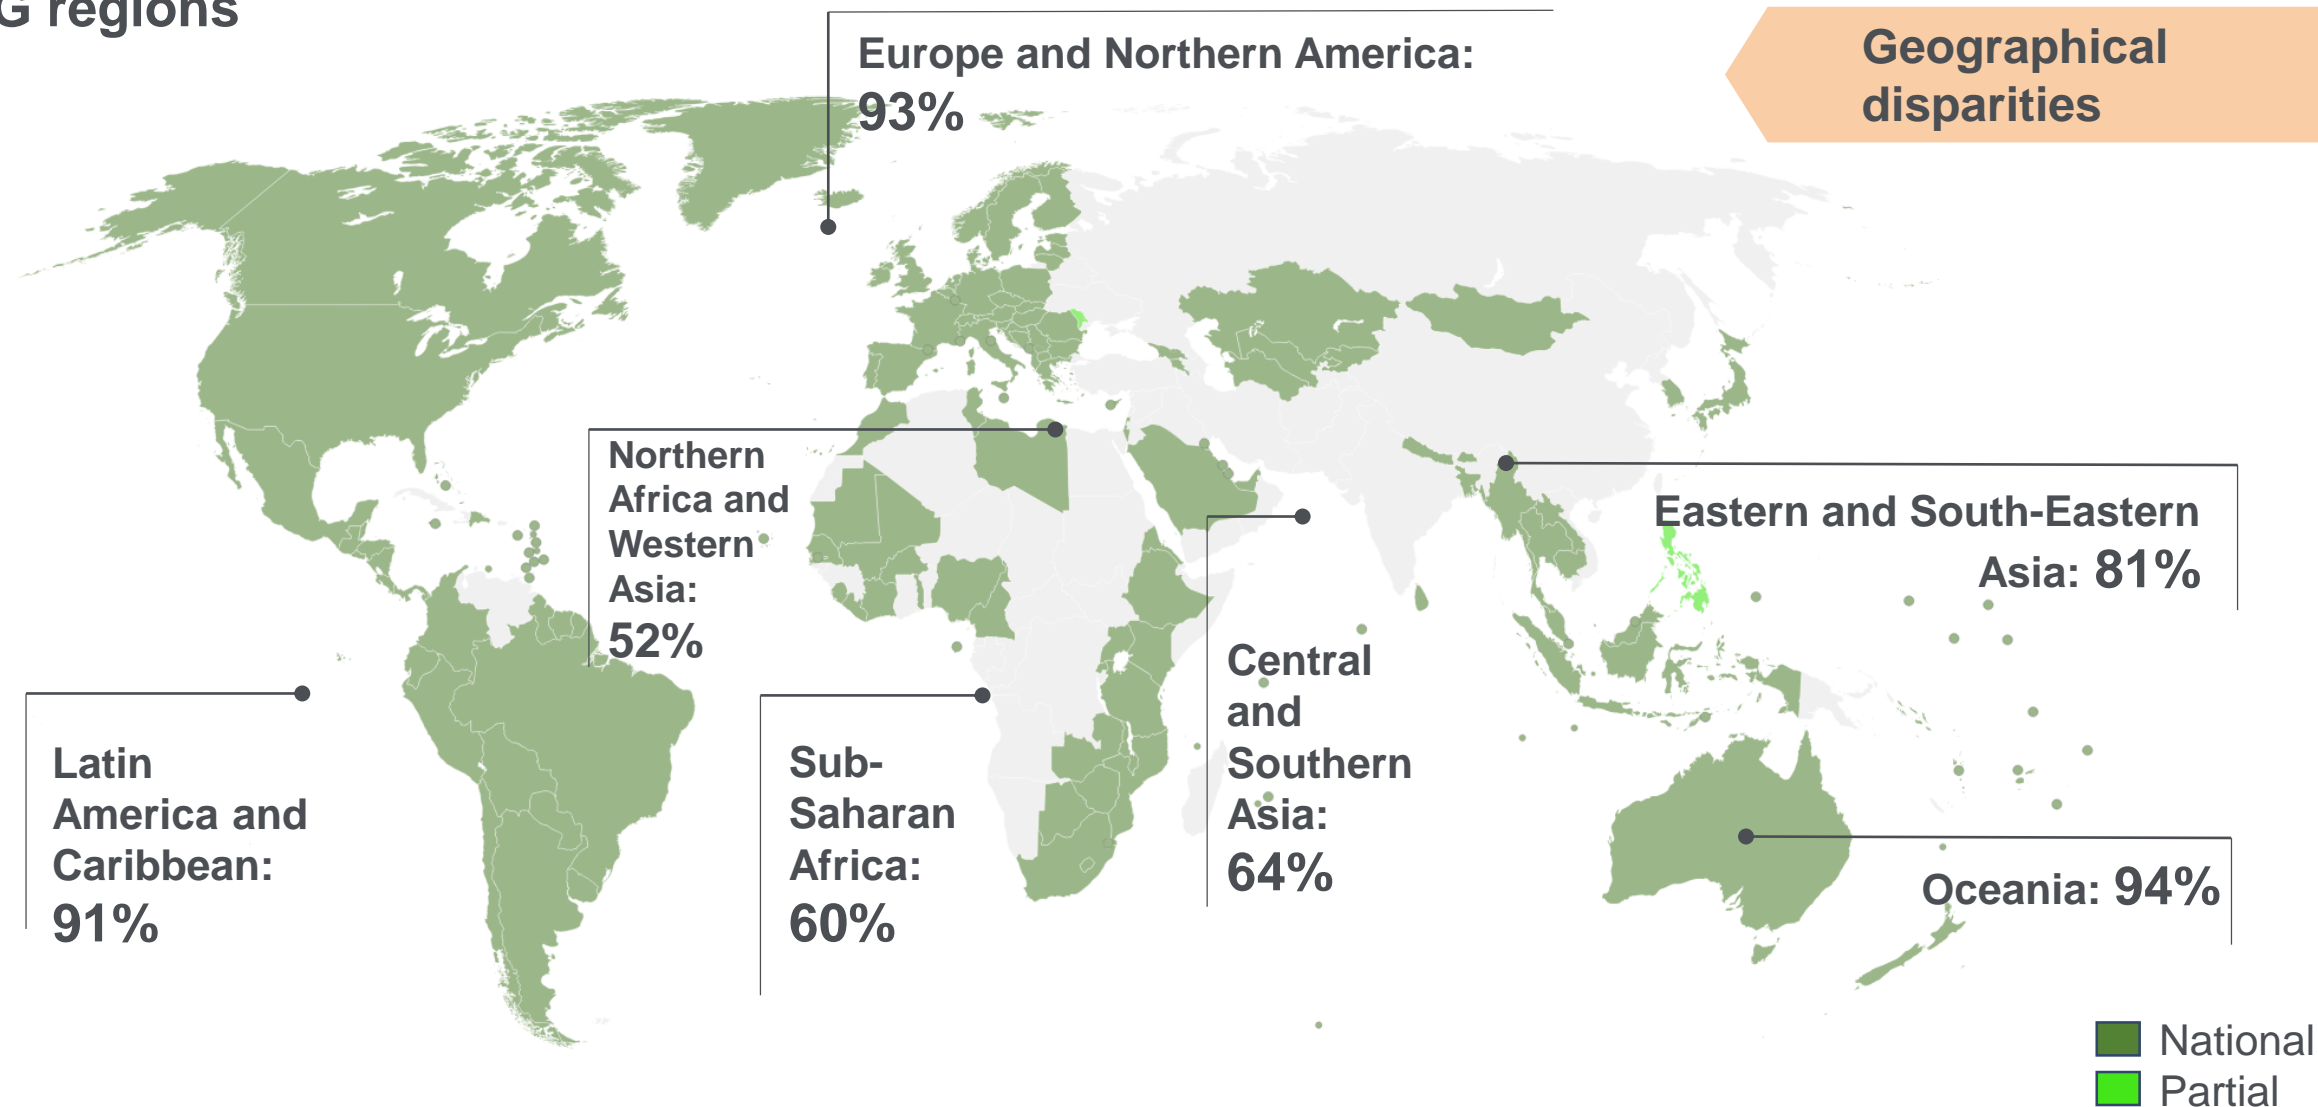 G regions
Europe and Northern America:
93%
Geographical
disparities
Northern
Africa and
Western
Asia:
52%
Eastern and South-Eastern
Asia: 81%
Latin
America and
Caribbean:
91%
Sub-
Saharan
Africa:
60%
Central
and
Southern
Asia:
64%
Oceania: 94%
National
Partial